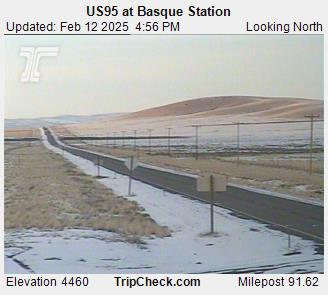 US95 at Basque Station
Updated: Feb 12 2025 4:56 PM Looking North
Elevation 4460 TripCheck.com Milepost 91.62